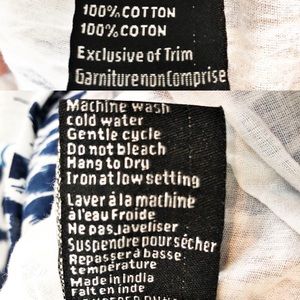 100% COTTON
100% COTON
Exclusive of Trim
Garniture non Comprise
Machine wash
cold water
Gentle cycle
Do not bleach
Hang to Dry
Iron at low setting
Laver à la machine
à l'eau Froide
Ne pas javeliser
Suspendre pour sécher
Repasser à basse
température
Made in India
Falt en inde